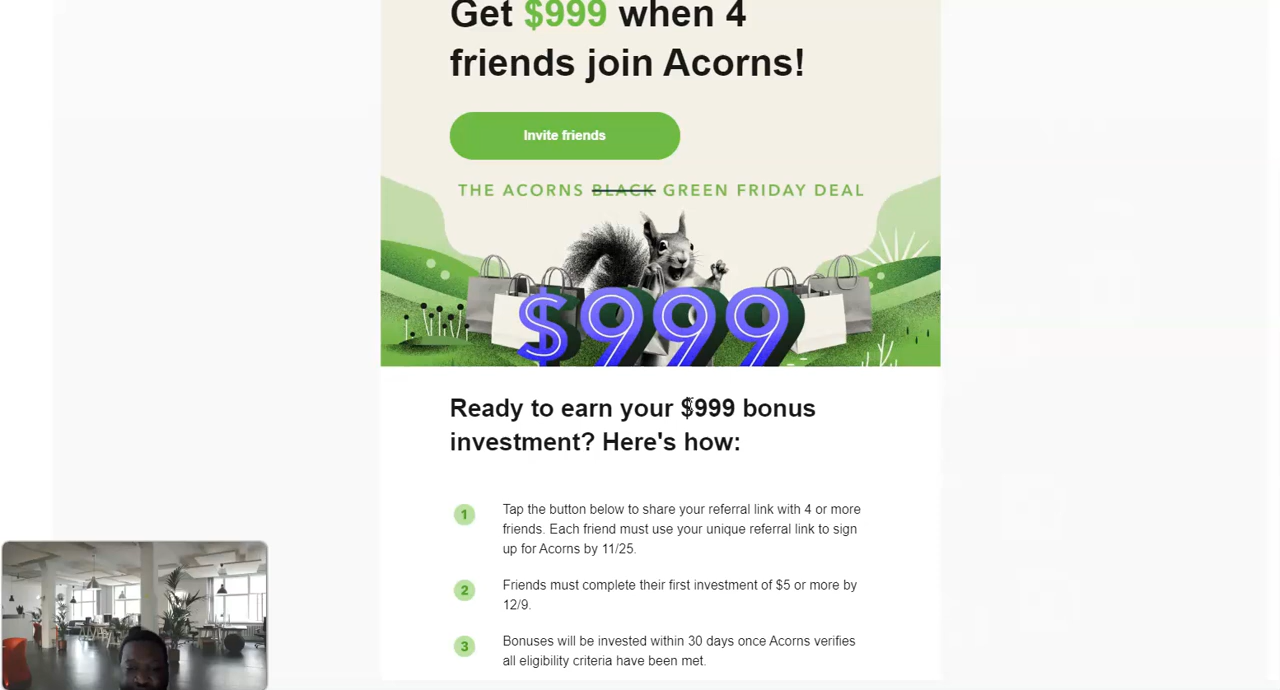 Get $999 when 4
friends join Acorns!
Invite friends
THE ACORNS BLACK GREEN FRIDAY DEAL
$999
Ready to earn your $999 bonus
investment? Here's how:
1
Tap the button below to share your referral link with 4 or more
friends. Each friend must use your unique referral link to sign
up for Acorns by 11/25.
2
Friends must complete their first investment of $5 or more by
12/9.
3
Bonuses will be invested within 30 days once Acorns verifies
all eligibility criteria have been met.